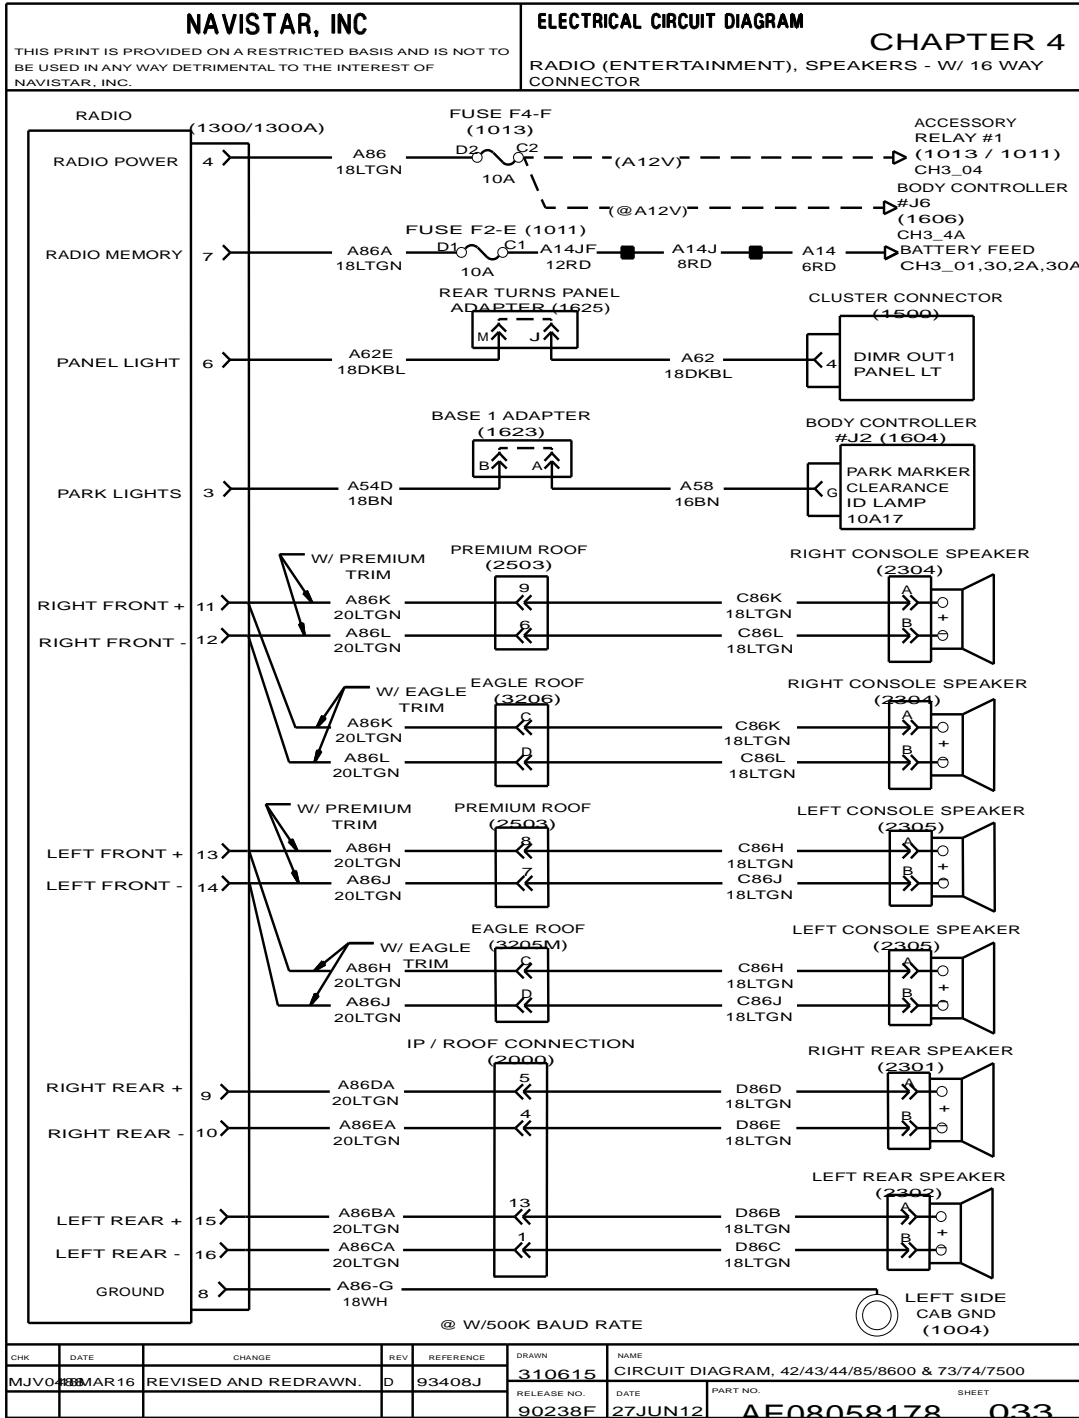 NAVISTAR, INC
THIS PRINT IS PROVIDED ON A RESTRICTED BASIS AND IS NOT TO
BE USED IN ANY WAY DETRIMENTAL TO THE INTEREST OF
NAVISTAR, INC.
ELECTRICAL CIRCUIT DIAGRAM
CHAPTER 4
RADIO (ENTERTAINMENT), SPEAKERS - W/ 16 WAY
CONNECTOR
RADIO
(1300/1300A)
FUSE F4-F
(1013)
ACCESSORY
RELAY #1
(1013 / 1011)
CH3_04
RADIO POWER 4
A86
18LTGN
D2 C2
10A
(A12V)
(@A12V)
BODY CONTROLLER
#J6
(1606)
CH3_4A
FUSE F2-E (1011)
RADIO MEMORY 7
A86A
18LTGN
D1 C1
10A
A14JF
12RD
A14J
8RD
A14
6RD
BATTERY FEED
CH3_01,30,2A,30A
REAR TURNS PANEL
ADAPTER (1625)
M J
CLUSTER CONNECTOR
(1500)
PANEL LIGHT 6
A62E
18DKBL
A62
18DKBL
4
DIMR OUT1
PANEL LT
BASE 1 ADAPTER
(1623)
B A
BODY CONTROLLER
#J2 (1604)
PARK LIGHTS 3
A54D
18BN
A58
16BN
G
PARK MARKER
CLEARANCE
ID LAMP
10A17
W/ PREMIUM
TRIM
PREMIUM ROOF
(2503)
RIGHT CONSOLE SPEAKER
(2304)
RIGHT FRONT + 11
A86K
20LTGN
9
C86K
18LTGN
A
+
RIGHT FRONT - 12
A86L
20LTGN
6
C86L
18LTGN
B
W/ EAGLE
TRIM
EAGLE ROOF
(3206)
RIGHT CONSOLE SPEAKER
(2304)
A86K
20LTGN
C
C86K
18LTGN
A
+
A86L
20LTGN
D
C86L
18LTGN
B
W/ PREMIUM
TRIM
PREMIUM ROOF
(2503)
LEFT CONSOLE SPEAKER
(2305)
LEFT FRONT + 13
A86H
20LTGN
8
C86H
18LTGN
A
+
LEFT FRONT - 14
A86J
20LTGN
7
C86J
18LTGN
B
W/ EAGLE
TRIM
EAGLE ROOF
(3205M)
LEFT CONSOLE SPEAKER
(2305)
A86H
20LTGN
C
C86H
18LTGN
A
+
A86J
20LTGN
D
C86J
18LTGN
B
IP / ROOF CONNECTION
(2000)
RIGHT REAR SPEAKER
(2301)
RIGHT REAR + 9
A86DA
20LTGN
5
D86D
18LTGN
A
+
RIGHT REAR - 10
A86EA
20LTGN
4
D86E
18LTGN
B
LEFT REAR SPEAKER
(2302)
LEFT REAR + 15
A86BA
20LTGN
13
D86B
18LTGN
A
+
LEFT REAR - 16
A86CA
20LTGN
1
D86C
18LTGN
B
GROUND 8
A86-G
18WH
LEFT SIDE
CAB GND
(1004)
@ W/500K BAUD RATE
CHK DATE CHANGE REV REFERENCE
REVISED AND REDRAWN. D 93408J
DRAWN
310615
NAME
CIRCUIT DIAGRAM, 42/43/44/85/8600 & 73/74/7500
RELEASE NO.
90238F
DATE
27JUN12
PART NO.
AE08058178
SHEET
033